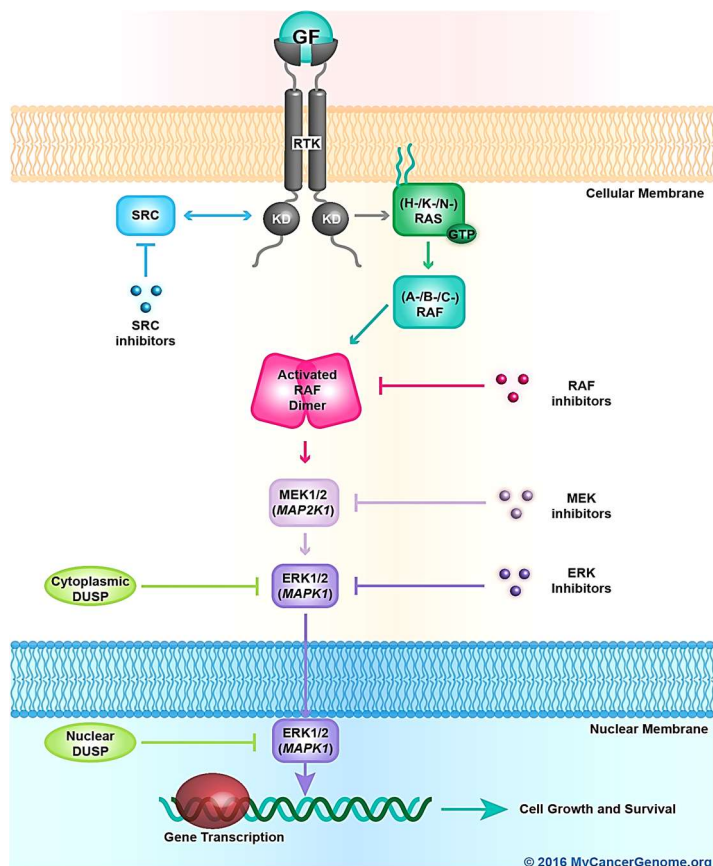 GF
RTK
Cellular Membrane
SRC
KD
KD
(H-/K-/N-)
RAS
GTP
(A-/B-/C-)
RAF
SRC
inhibitors
Activated
RAF
Dimer
RAF
inhibitors
MEK1/2
(MAP2K1)
MEK
inhibitors
Cytoplasmic
DUSP
ERK1/2
(MAPK1)
ERK
Inhibitors
Nuclear Membrane
Nuclear
DUSP
ERK1/2
(MAPK1)
Gene Transcription
Cell Growth and Survival
© 2016 MyCancerGenome.org